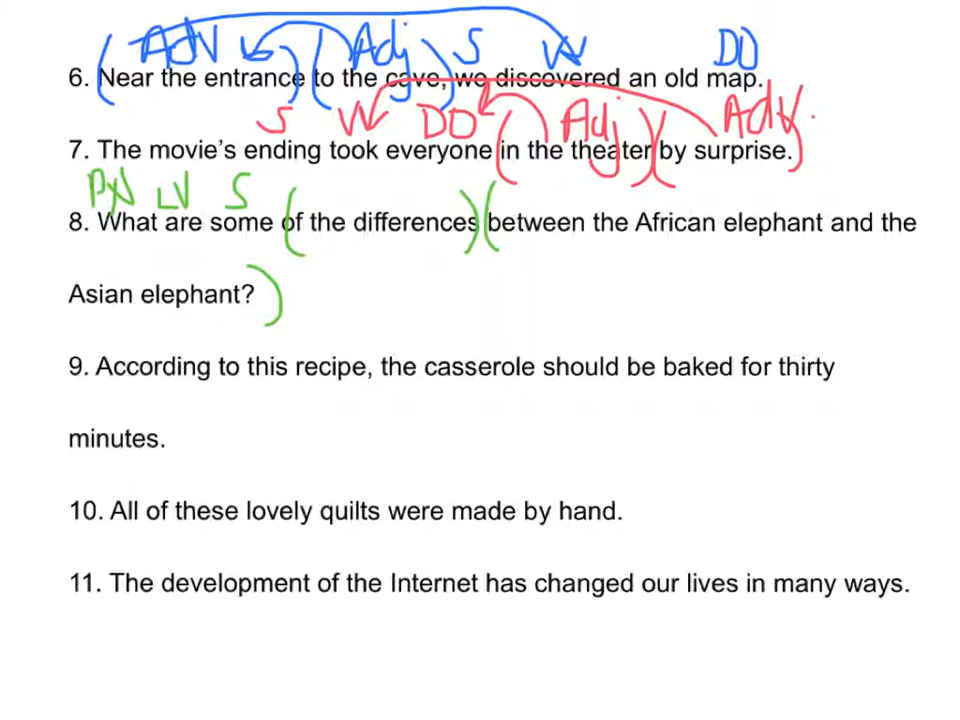 ADV Adj S W DO
6. Near the entrance to the cave, we discovered an old map.
S W DO Adj Adv.
7. The movie's ending took everyone in the theater by surprise.
PN LV S
8. What are some of the differences between the African elephant and the
Asian elephant?
9. According to this recipe, the casserole should be baked for thirty
minutes.
10. All of these lovely quilts were made by hand.
11. The development of the Internet has changed our lives in many ways.